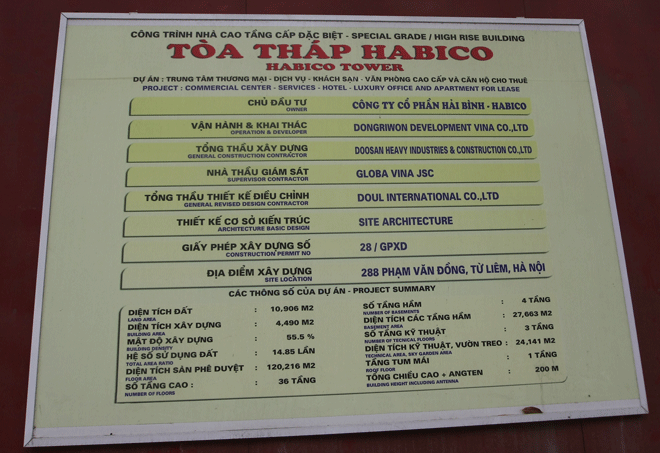 CÔNG TRÌNH NHÀ CAO TẦNG CẤP ĐẶC BIỆT - SPECIAL GRADE / HIGH RISE BUILDING
TÒA THÁP HABICO
HABICO TOWER
DỰ ÁN : TRUNG TÂM THƯƠNG MẠI - DỊCH VỤ - KHÁCH SẠN - VĂN PHÒNG CAO CẤP VÀ CĂN HỘ CHO THUÊ
PROJECT : COMMERCIAL CENTER - SERVICES - HOTEL - LUXURY OFFICE AND APARTMENT FOR LEASE
CHỦ ĐẦU TƯ CÔNG TY CỔ PHẦN HẢI BÌNH - HABICO
OWNER
VẬN HÀNH & KHAI THÁC DONGRIWON DEVELOPMENT VINA CO.,LTD
OPERATION & DEVELOPER
TỔNG THẦU XÂY DỰNG DOOSAN HEAVY INDUSTRIES & CONSTRUCTION CO.,LTD
GENERAL CONSTRUCTION CONTRACTOR
NHÀ THẦU GIÁM SÁT GLOBA VINA JSC
SUPERVISOR CONTRACTOR
TỔNG THẦU THIẾT KẾ ĐIỀU CHỈNH DOUL INTERNATIONAL CO.,LTD
GENERAL REVISED DESIGN CONTRACTOR
THIẾT KẾ CƠ SỞ KIẾN TRÚC SITE ARCHITECTURE
ARCHITECTURE BASIC DESIGN
GIẤY PHÉP XÂY DỰNG SỐ 28 / GPXD
CONSTRUCTION PERMIT NO
ĐỊA ĐIỂM XÂY DỰNG 288 PHẠM VĂN ĐỒNG, TỪ LIÊM, HÀ NỘI
SITE LOCATION
CÁC THÔNG SỐ CỦA DỰ ÁN - PROJECT SUMMARY
DIỆN TÍCH ĐẤT : 10,906 M2
LAND AREA
DIỆN TÍCH XÂY DỰNG : 4,490 M2
BUILDING AREA
MẬT ĐỘ XÂY DỰNG : 55.5 %
BUILDING DENSITY
HỆ SỐ SỬ DỤNG ĐẤT : 14.85 LẦN
TOTAL AREA RATIO
DIỆN TÍCH SÀN PHÊ DUYỆT : 120,216 M2
FLOOR AREA
SỐ TẦNG CAO : 36 TẦNG
NUMBER OF FLOORS
SỐ TẦNG HẦM : 4 TẦNG
NUMBER OF BASEMENTS
DIỆN TÍCH CÁC TẦNG HẦM : 27,663 M2
BASEMENT AREA
SỐ TẦNG KỸ THUẬT : 3 TẦNG
NUMBER OF TECNICAL FLOORS
DIỆN TÍCH KỸ THUẬT, VƯỜN TREO : 24,141 M2
TECHNICAL AREA, SKY GARDEN AREA
TẦNG TUM MÁI : 1 TẦNG
ROOF FLOOR
TỔNG CHIỀU CAO + ANGTEN : 200 M
BUILDING HEIGHT INCLUDING ANTENNA